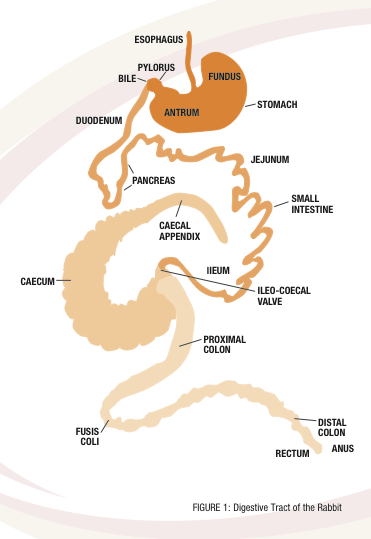 ESOPHAGUS
PYLORUS
BILE
FUNDUS
STOMACH
ANTRUM
DUODENUM
JEJUNUM
PANCREAS
SMALL
INTESTINE
CAECAL
APPENDIX
IIEUM
CAECUM
ILEO-COECAL
VALVE
PROXIMAL
COLON
FUSIS
COLI
DISTAL
COLON
ANUS
RECTUM
FIGURE 1: Digestive Tract of the Rabbit